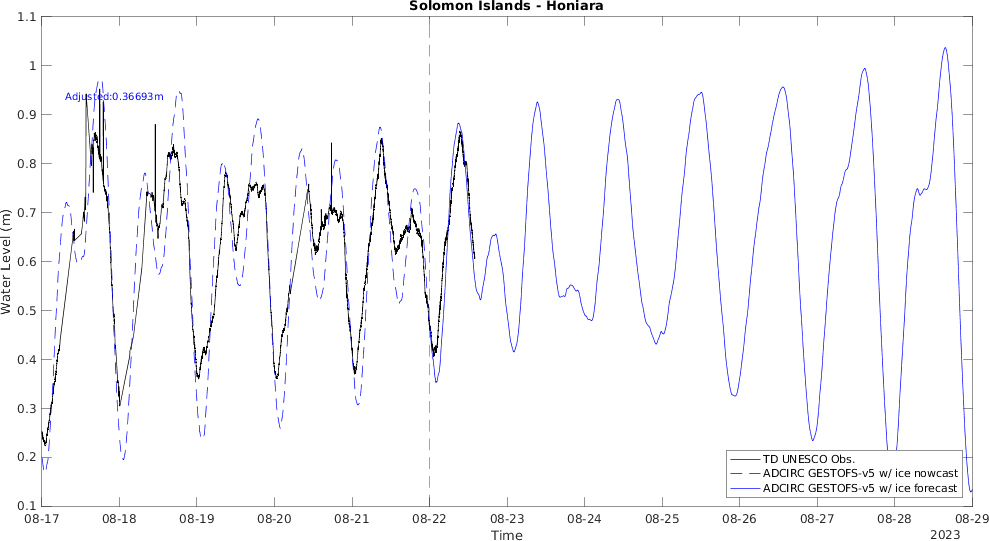 Solomon Islands - Honiara
1.1
1
0.9
0.8
0.7
0.6
0.5
0.4
0.3
0.2
0.1
Water Level (m)
Adjusted:0.36693m
TD UNESCO Obs.
ADCIRC GESTOFS-v5 w/ ice nowcast
ADCIRC GESTOFS-v5 w/ ice forecast
08-17 08-18 08-19 08-20 08-21 08-22 08-23 08-24 08-25 08-26 08-27 08-28 08-29
Time
2023